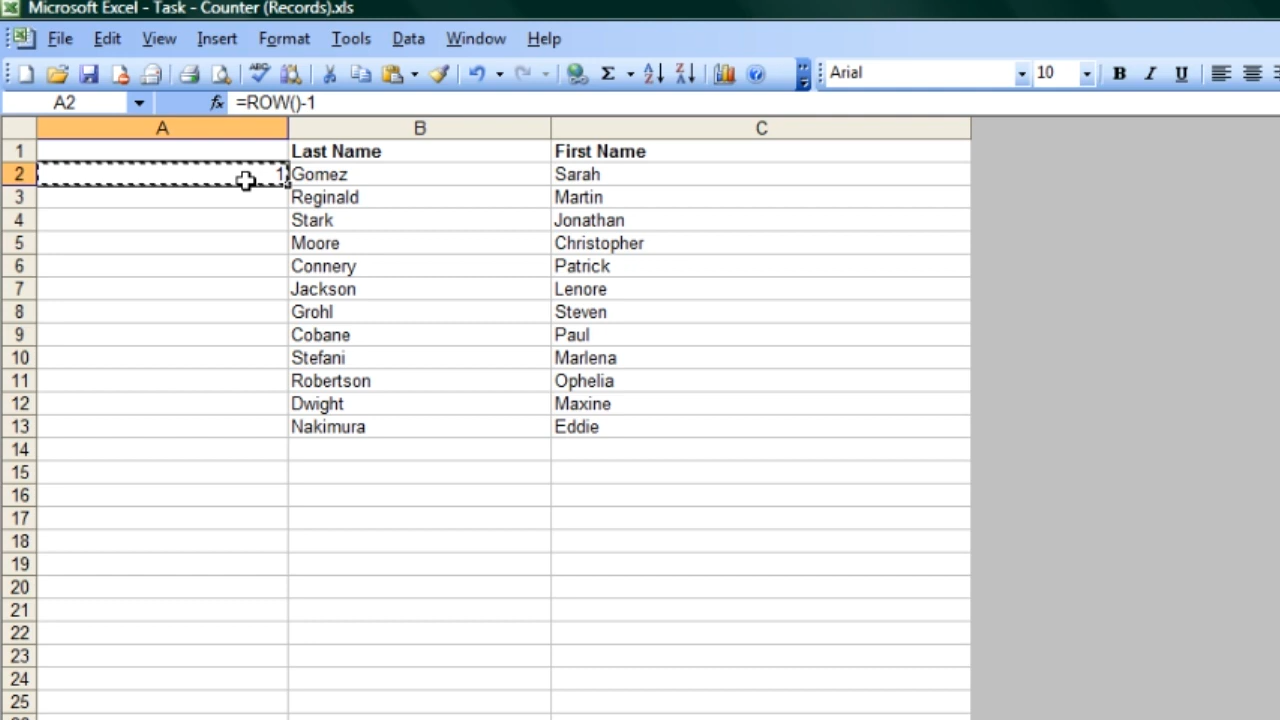 Microsoft Excel - Task - Counter (Records).xls
File Edit View Insert Format Tools Data Window Help
Arial 10 B I U
A2 fx =ROW()-1
A B C
1 Last Name First Name
2 1 Gomez Sarah
3 Reginald Martin
4 Stark Jonathan
5 Moore Christopher
6 Connery Patrick
7 Jackson Lenore
8 Grohl Steven
9 Cobane Paul
10 Stefani Marlena
11 Robertson Ophelia
12 Dwight Maxine
13 Nakimura Eddie
14
15
16
17
18
19
20
21
22
23
24
25